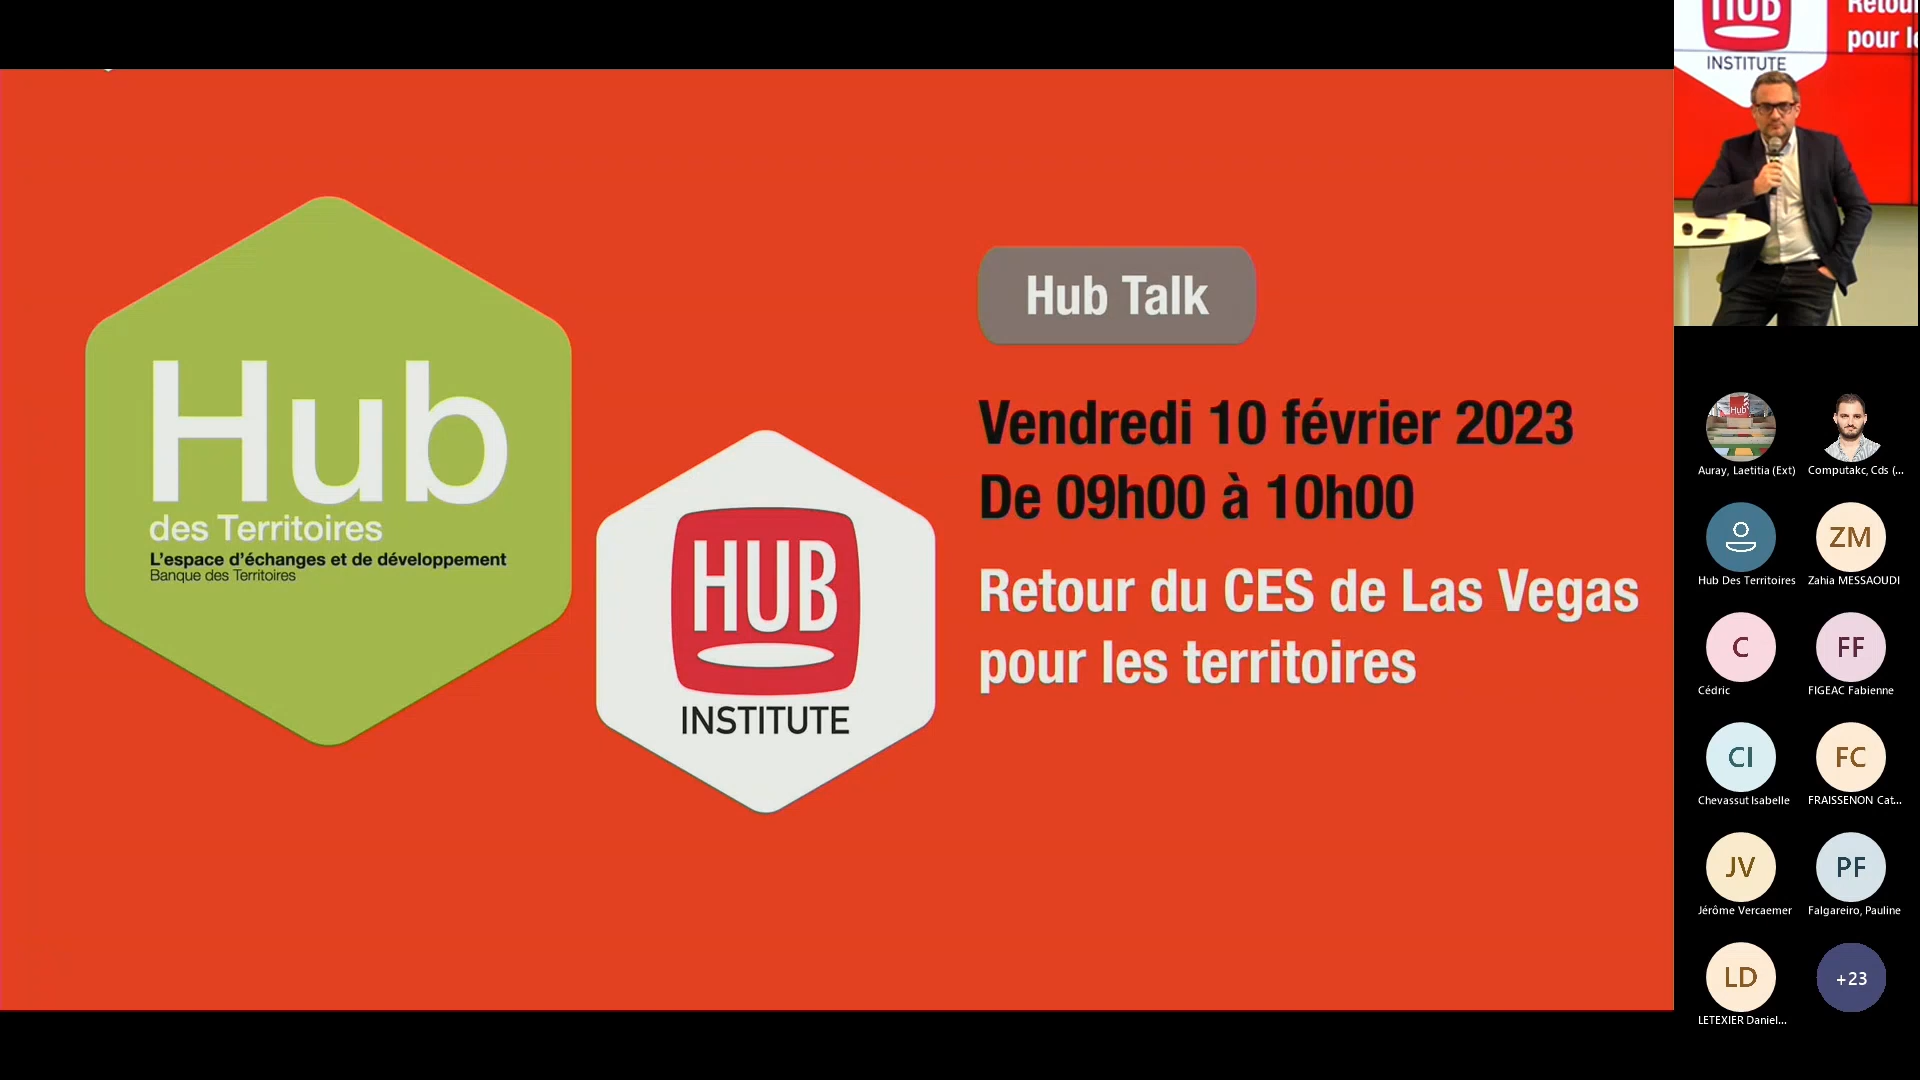 Hub
des Territoires
L'espace d'échanges et de développement
Banque des Territoires
HUB
INSTITUTE
Hub Talk
Vendredi 10 février 2023
De 09h00 à 10h00
Retour du CES de Las Vegas
pour les territoires
HUB
INSTITUTE
Retou
pour l
Hub
Auray, Laetitia (Ext)
Computakc, Cds (...
Hub Des Territoires
ZM
Zahia MESSAOUDI
C
Cédric
FF
FIGEAC Fabienne
CI
Chevassut Isabelle
FC
FRAISSENON Cat...
JV
Jérôme Vercaemer
PF
Falgareiro, Pauline
LD
LETEXIER Daniel...
+23